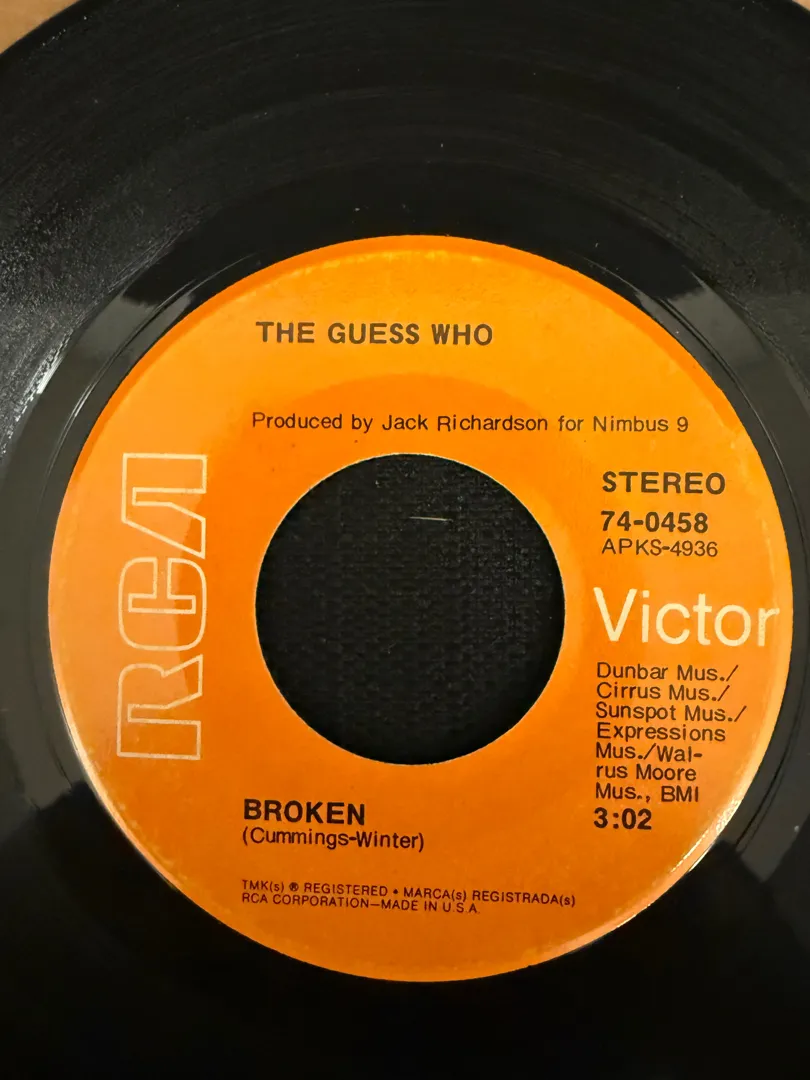 THE GUESS WHO
Produced by Jack Richardson for Nimbus 9
RCA
STEREO
74-0458
APKS-4936
Victor
Dunbar Mus./
Cirrus Mus./
Sunspot Mus./
Expressions
Mus./Wal-
rus Moore
Mus., BMI
3:02
BROKEN
(Cummings-Winter)
TMK(s) ® REGISTERED • MARCA(s) REGISTRADA(s)
RCA CORPORATION—MADE IN U.S.A.